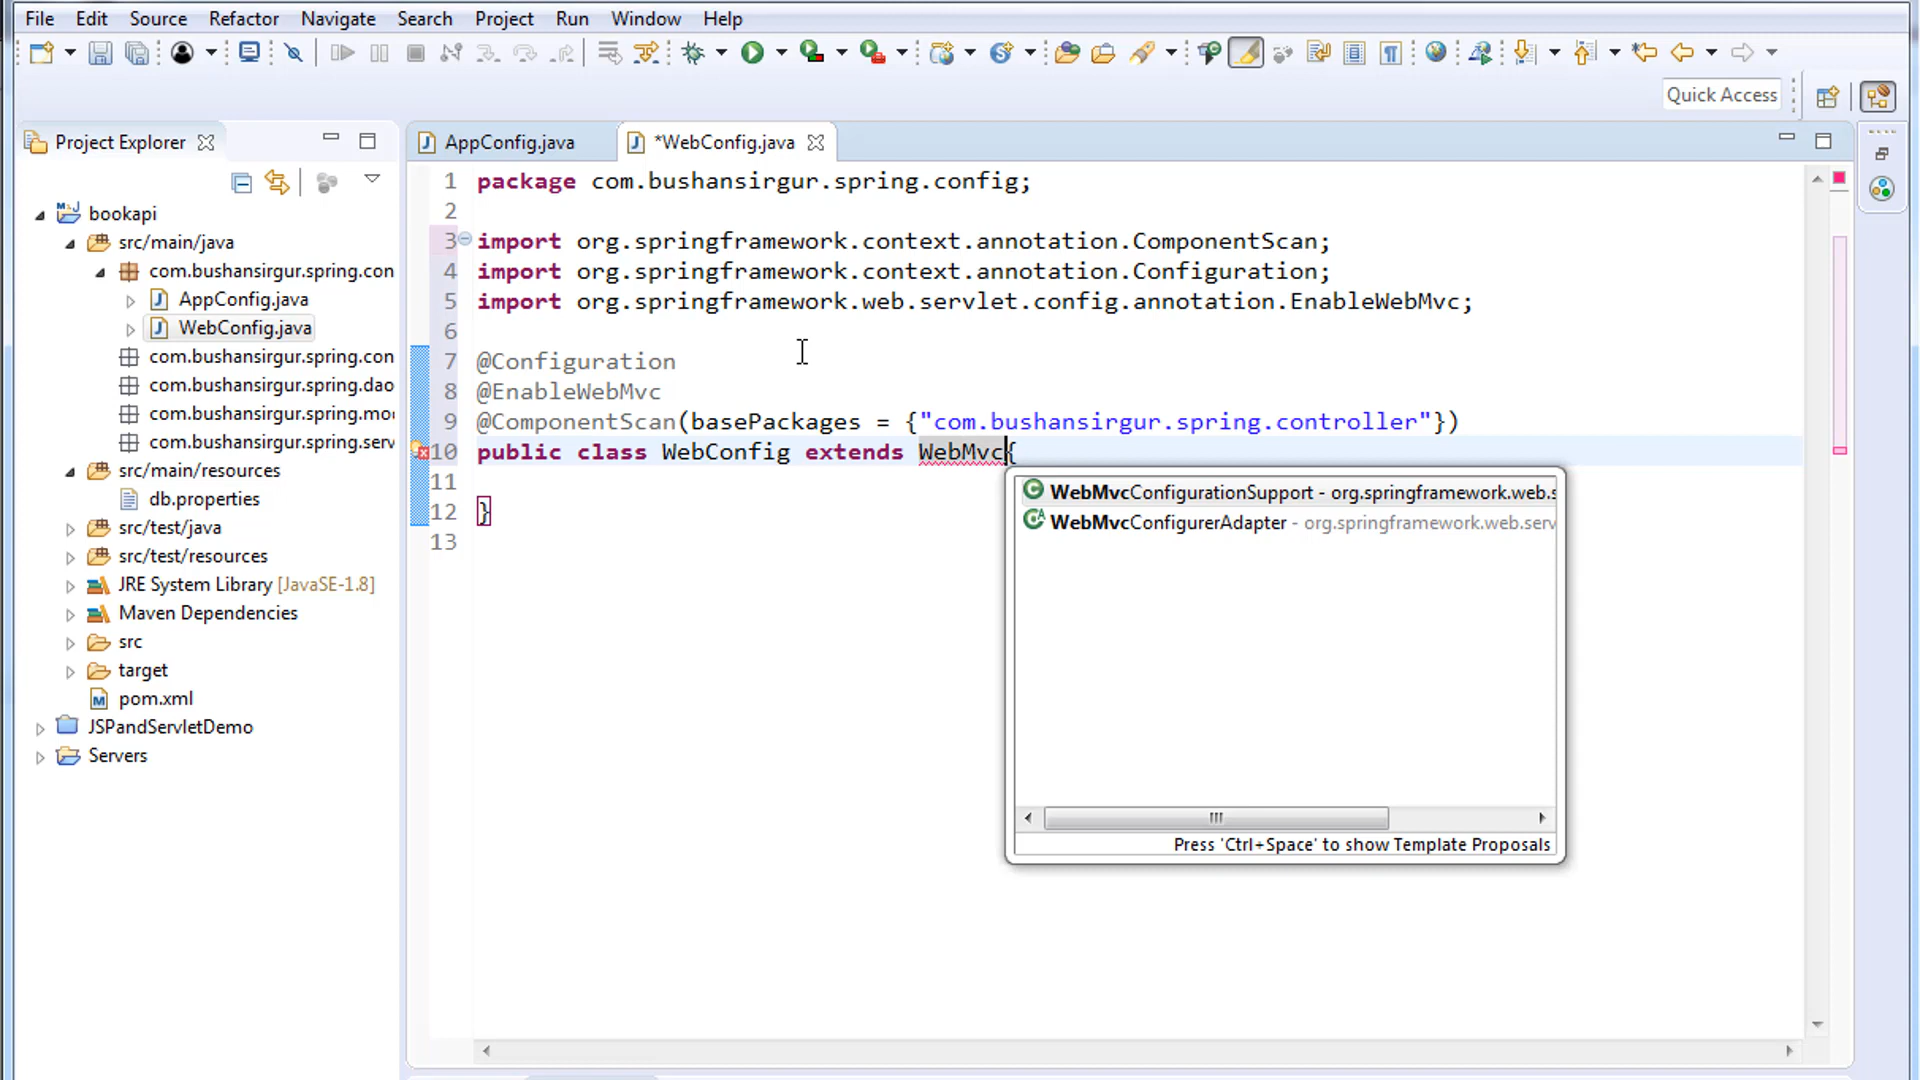 File Edit Source Refactor Navigate Search Project Run Window Help
Quick Access
Project Explorer
AppConfig.java
*WebConfig.java
bookapi
src/main/java
com.bushansirgur.spring.con
AppConfig.java
WebConfig.java
com.bushansirgur.spring.con
com.bushansirgur.spring.dao
com.bushansirgur.spring.mo
com.bushansirgur.spring.serv
src/main/resources
db.properties
src/test/java
src/test/resources
JRE System Library [JavaSE-1.8]
Maven Dependencies
src
target
pom.xml
JSPandServletDemo
Servers
1 package com.bushansirgur.spring.config;
2
3 import org.springframework.context.annotation.ComponentScan;
4 import org.springframework.context.annotation.Configuration;
5 import org.springframework.web.servlet.config.annotation.EnableWebMvc;
6
7 @Configuration
8 @EnableWebMvc
9 @ComponentScan(basePackages = {"com.bushansirgur.spring.controller"})
10 public class WebConfig extends WebMvc{
11
12 }
13
WebMvcConfigurationSupport - org.springframework.web.s
WebMvcConfigurerAdapter - org.springframework.web.serv
Press 'Ctrl+Space' to show Template Proposals